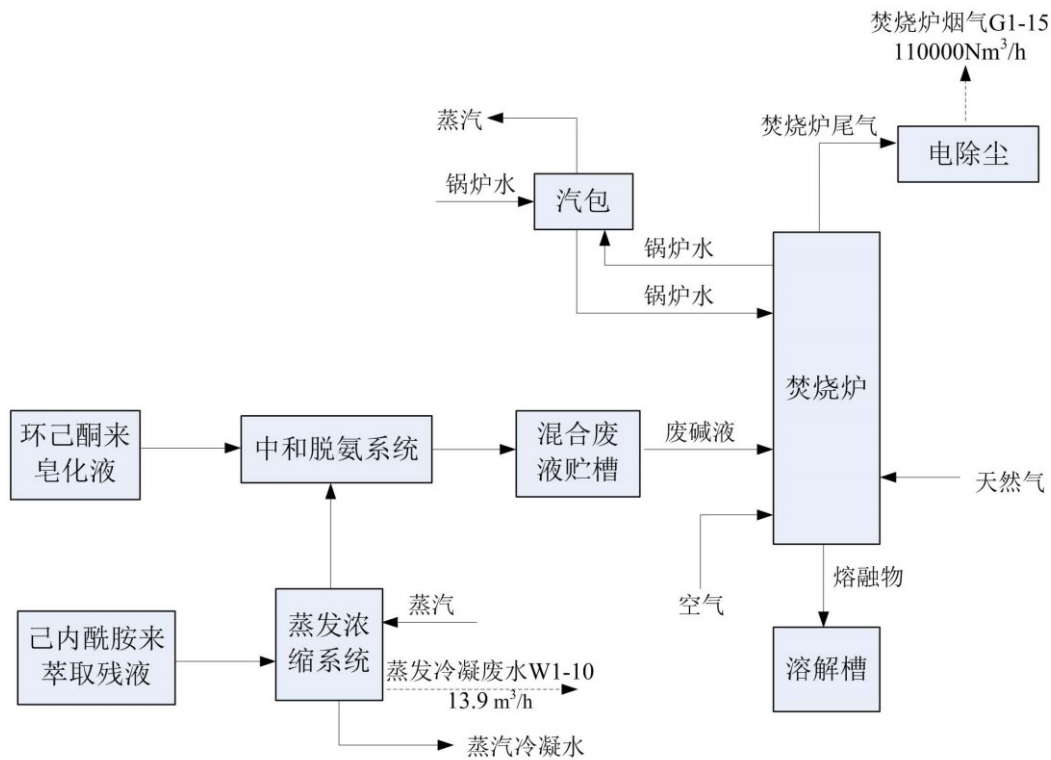 焚烧炉烟气G1-15
110000Nm³/h
焚烧炉尾气
电除尘
蒸汽
锅炉水
汽包
锅炉水
锅炉水
焚烧炉
环己酮来
皂化液
中和脱氨系统
混合废
液贮槽
废碱液
天然气
空气
熔融物
己内酰胺来
萃取残液
蒸发浓
缩系统
蒸汽
蒸发冷凝废水W1-10
13.9 m³/h
蒸汽冷凝水
溶解槽